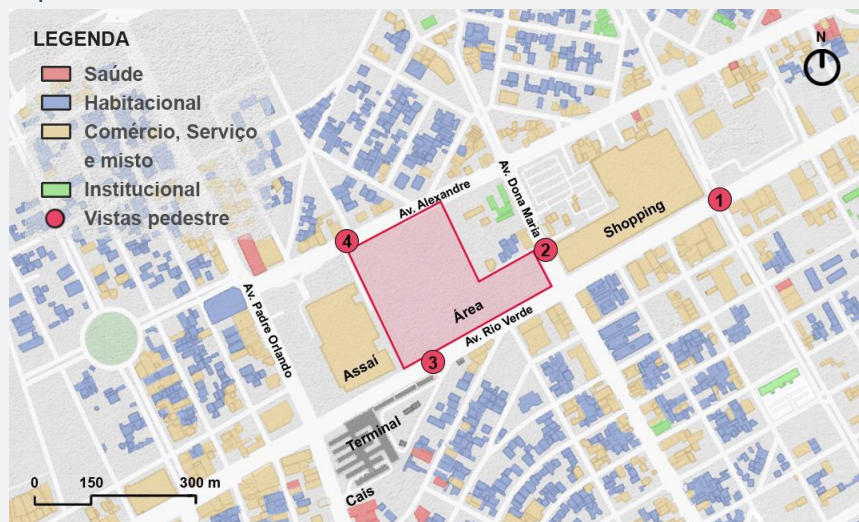 LEGENDA
Saúde
Habitacional
Comércio, Serviço
e misto
Institucional
Vistas pedestre
N
Av. Alexandre
Av. Dona Maria
Shopping
1
2
3
4
Área
Av. Rio Verde
Assaí
Av. Padre Orlando
Terminal
Cais
0 150 300 m